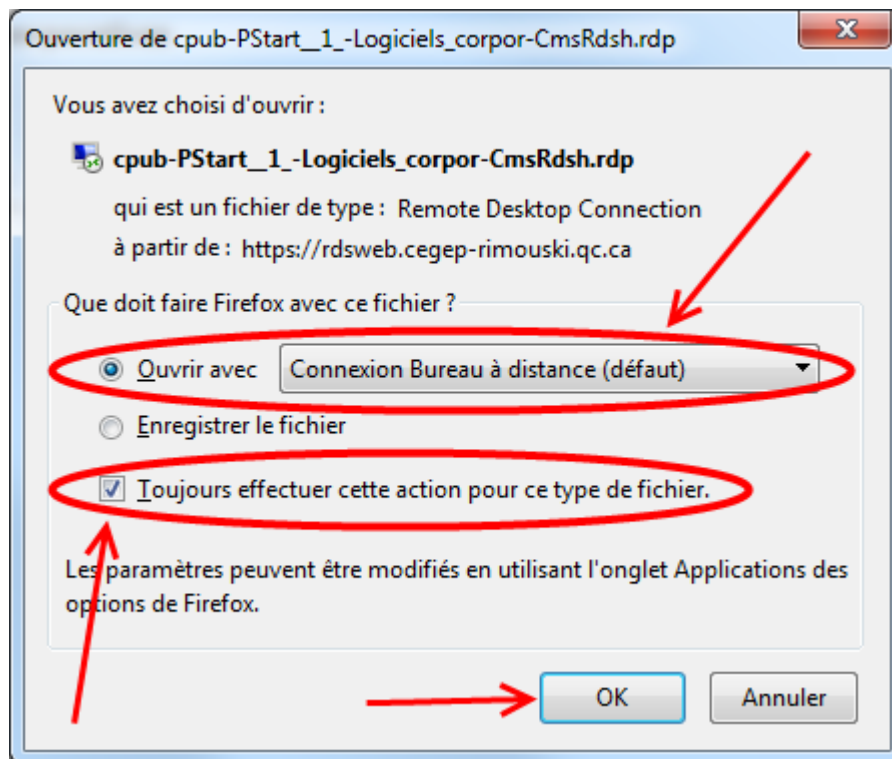 Ouverture de cpub-PStart__1_-Logiciels_corpor-CmsRdsh.rdp
Vous avez choisi d'ouvrir :
cpub-PStart__1_-Logiciels_corpor-CmsRdsh.rdp
qui est un fichier de type : Remote Desktop Connection
à partir de : https://rdsweb.cegep-rimouski.qc.ca
Que doit faire Firefox avec ce fichier ?
Ouvrir avec Connexion Bureau à distance (défaut)
Enregistrer le fichier
Toujours effectuer cette action pour ce type de fichier.
Les paramètres peuvent être modifiés en utilisant l'onglet Applications des
options de Firefox.
OK Annuler